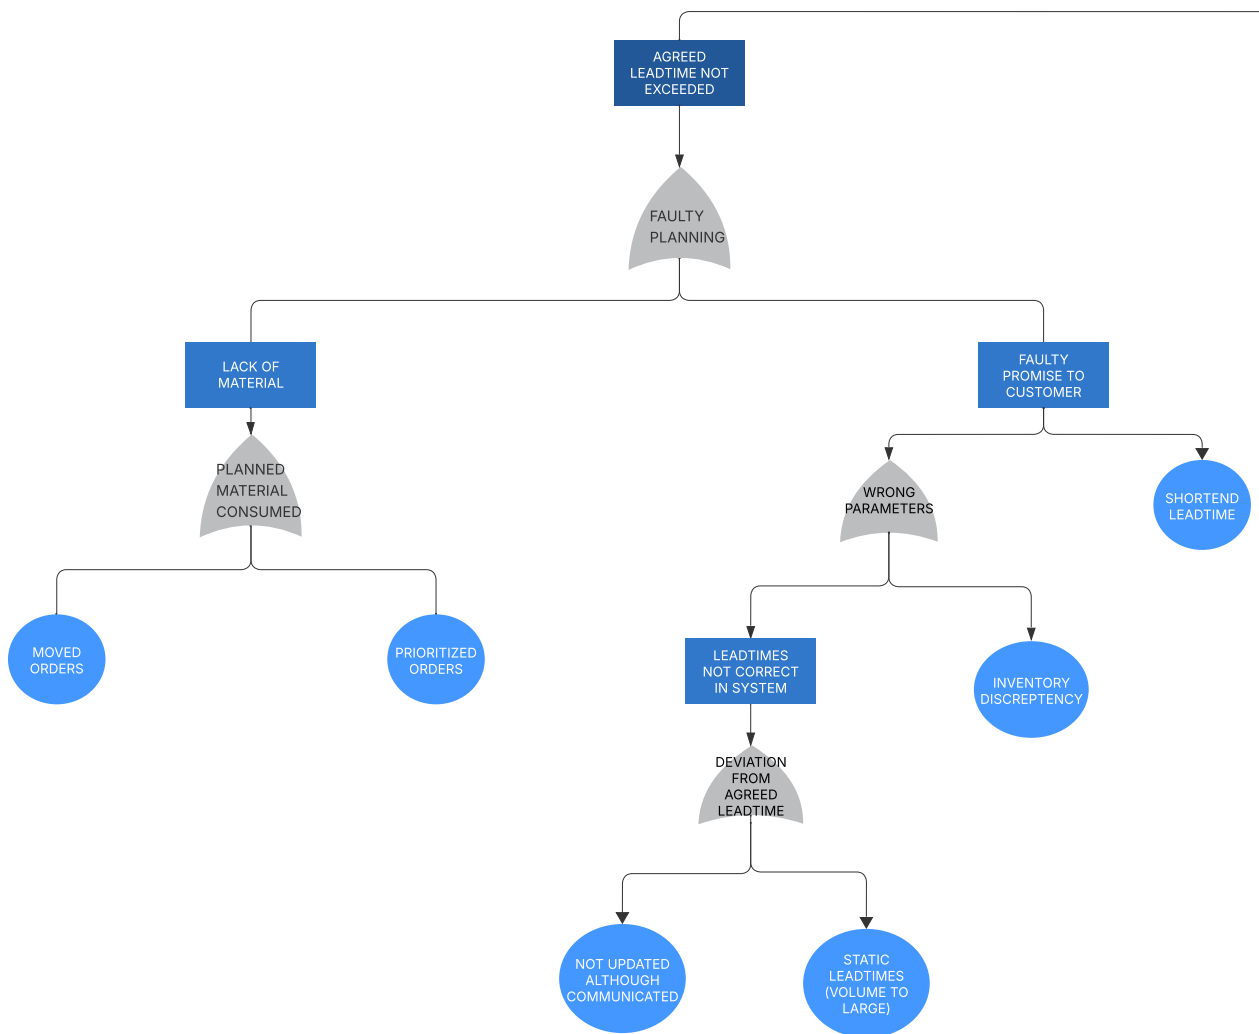 AGREED
LEADTIME NOT
EXCEEDED
FAULTY
PLANNING
LACK OF
MATERIAL
FAULTY
PROMISE TO
CUSTOMER
PLANNED
MATERIAL
CONSUMED
WRONG
PARAMETERS
SHORTEND
LEADTIME
MOVED
ORDERS
PRIORITIZED
ORDERS
LEADTIMES
NOT CORRECT
IN SYSTEM
INVENTORY
DISCREPTENCY
DEVIATION
FROM
AGREED
LEADTIME
NOT UPDATED
ALTHOUGH
COMMUNICATED
STATIC
LEADTIMES
(VOLUME TO
LARGE)